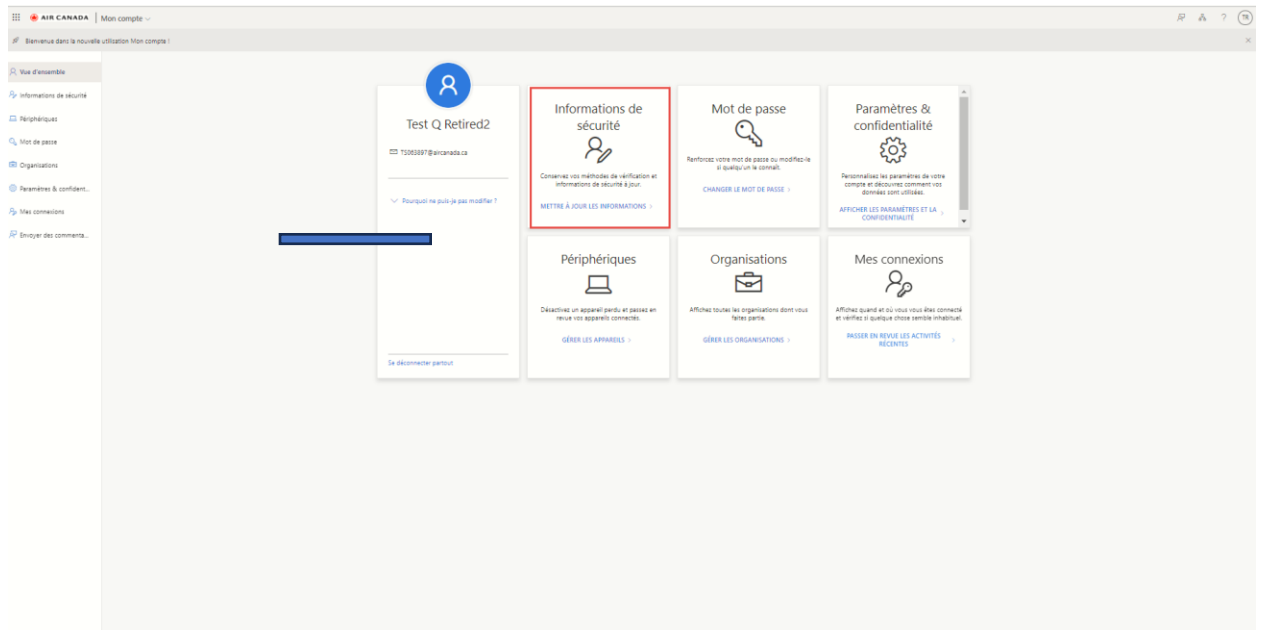 AIR CANADA
Mon compte
?
TR
Bienvenue dans la nouvelle utilisation Mon compte !
Vue d'ensemble
Informations de sécurité
Périphériques
Mot de passe
Organisations
Paramètres & confident...
Mes connexions
Envoyer des commenta...
Test Q Retired2
TS063897@aircanada.ca
Pourquoi ne puis-je pas modifier ?
Se déconnecter partout
Informations de
sécurité
Conservez vos méthodes de vérification et
informations de sécurité à jour.
METTRE À JOUR LES INFORMATIONS >
Mot de passe
Renforcez votre mot de passe ou modifiez-le
si quelqu'un le connaît.
CHANGER LE MOT DE PASSE >
Paramètres &
confidentialité
Personnalisez les paramètres de votre
compte et découvrez comment vos
données sont utilisées.
AFFICHER LES PARAMÈTRES ET LA
CONFIDENTIALITÉ >
Périphériques
Désactivez un appareil perdu et passez en
revue vos appareils connectés.
GÉRER LES APPAREILS >
Organisations
Affichez toutes les organisations dont vous
faites partie.
GÉRER LES ORGANISATIONS >
Mes connexions
Affichez quand et où vous vous êtes connecté
et vérifiez si quelque chose semble inhabituel.
PASSER EN REVUE LES ACTIVITÉS
RÉCENTES >